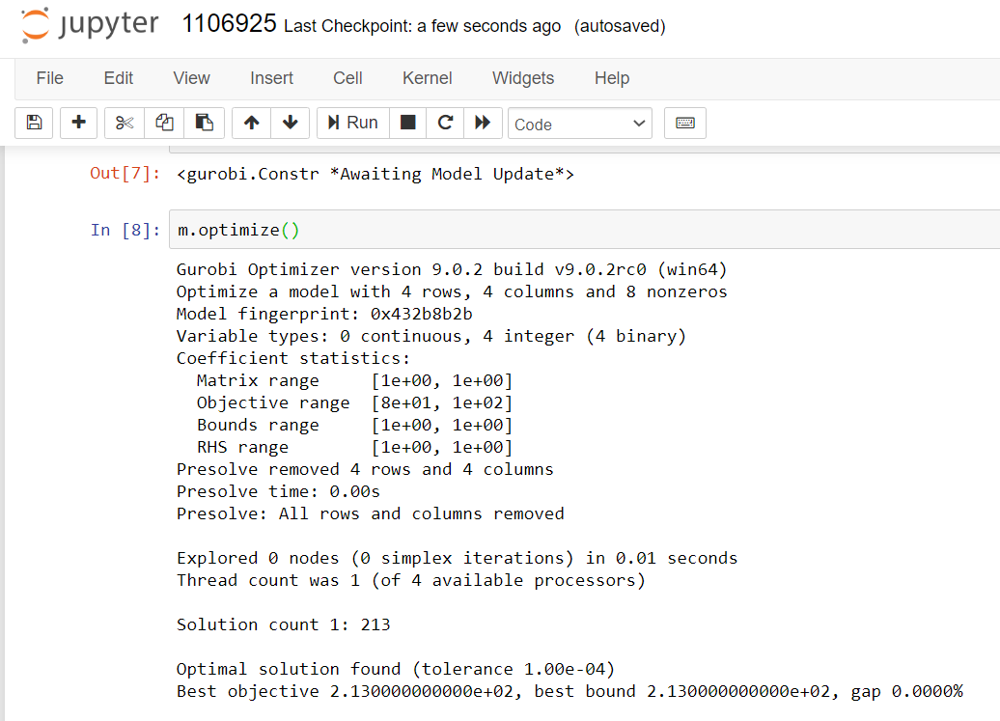 jupyter 1106925 Last Checkpoint: a few seconds ago (autosaved)
File Edit View Insert Cell Kernel Widgets Help
Run Code
Out[7]: <gurobi.Constr *Awaiting Model Update*>
In [8]: m.optimize()
Gurobi Optimizer version 9.0.2 build v9.0.2rc0 (win64)
Optimize a model with 4 rows, 4 columns and 8 nonzeros
Model fingerprint: 0x432b8b2b
Variable types: 0 continuous, 4 integer (4 binary)
Coefficient statistics:
  Matrix range     [1e+00, 1e+00]
  Objective range  [8e+01, 1e+02]
  Bounds range     [1e+00, 1e+00]
  RHS range        [1e+00, 1e+00]
Presolve removed 4 rows and 4 columns
Presolve time: 0.00s
Presolve: All rows and columns removed
Explored 0 nodes (0 simplex iterations) in 0.01 seconds
Thread count was 1 (of 4 available processors)
Solution count 1: 213
Optimal solution found (tolerance 1.00e-04)
Best objective 2.130000000000e+02, best bound 2.130000000000e+02, gap 0.0000%